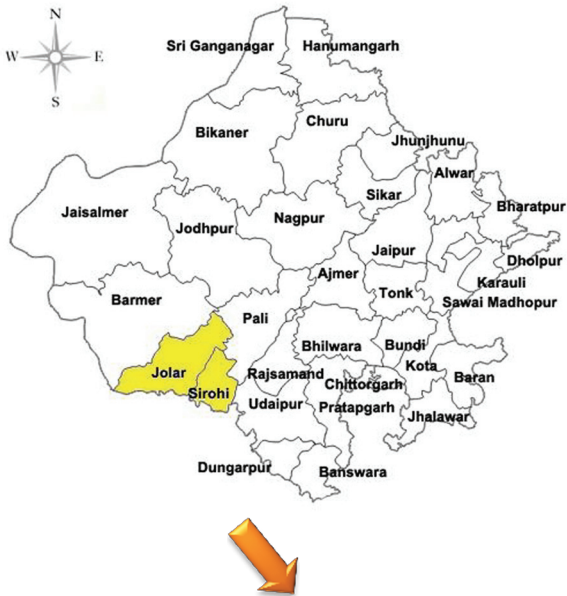 N
W
E
S
Sri Ganganagar
Hanumangarh
Bikaner
Churu
Jhunjhunu
Alwar
Sikar
Bharatpur
Jaisalmer
Jodhpur
Nagpur
Jaipur
Dholpur
Ajmer
Karauli
Tonk
Sawai Madhopur
Barmer
Pali
Bhilwara
Bundi
Kota
Jolar
Rajsamand
Baran
Chittorgarh
Sirohi
Udaipur
Pratapgarh
Jhalawar
Dungarpur
Banswara